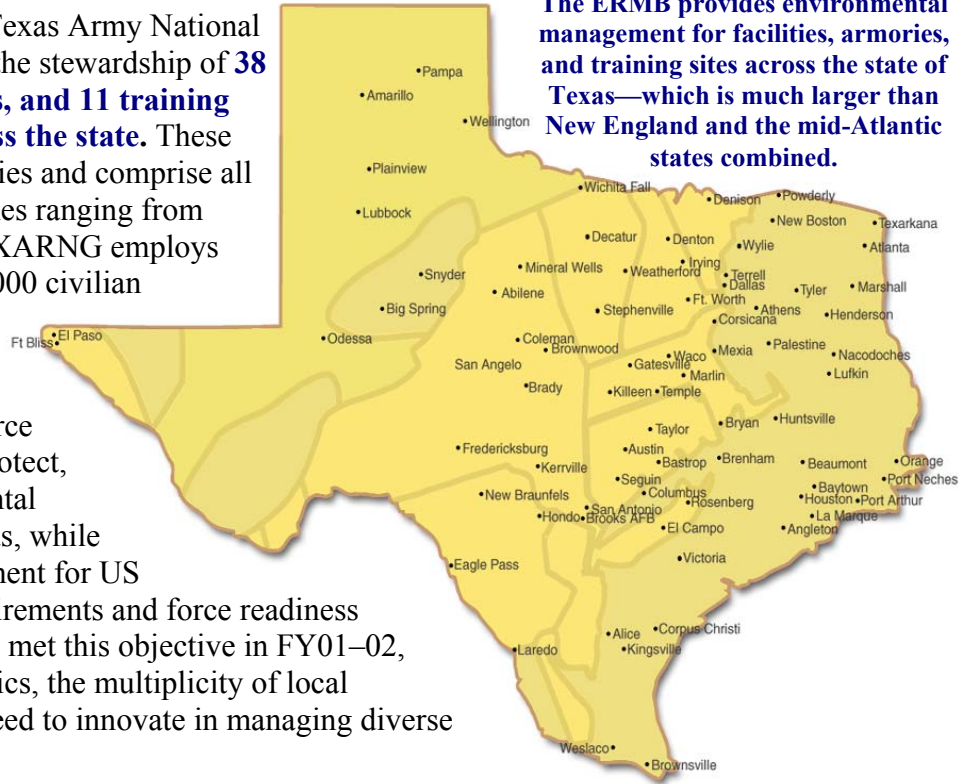 Texas Army National
the stewardship of 38
s, and 11 training
ss the state. These
ies and comprise all
es ranging from
XARNG employs
000 civilian
rce
otect,
ntal
s, while
ment for US
irements and force readiness
met this objective in FY01–02,
ics, the multiplicity of local
eed to innovate in managing diverse
The ERMB provides environmental
management for facilities, armories,
and training sites across the state of
Texas—which is much larger than
New England and the mid-Atlantic
states combined.
Pampa
Amarillo
Wellington
Plainview
Lubbock
Wichita Fall
Denison
Powderly
New Boston
Texarkana
Decatur
Denton
Wylie
Atlanta
Snyder
Mineral Wells
Weatherford
Irving
Terrell
Dallas
Abilene
Tyler
Marshall
Big Spring
Stephenville
Ft. Worth
Athens
Henderson
Corsicana
El Paso
Ft Bliss
Odessa
Coleman
Brownwood
Waco
Mexia
Palestine
Nacodoches
San Angelo
Gatesville
Marlin
Lufkin
Brady
Killeen
Temple
Taylor
Bryan
Huntsville
Fredericksburg
Austin
Bastrop
Brenham
Beaumont
Orange
Kerrville
Seguin
Port Neches
New Braunfels
Columbus
Rosenberg
Baytown
Houston
Port Arthur
San Antonio
Hondo
Brooks AFB
La Marque
El Campo
Angleton
Eagle Pass
Victoria
Alice
Corpus Christi
Laredo
Kingsville
Weslaco
Brownsville